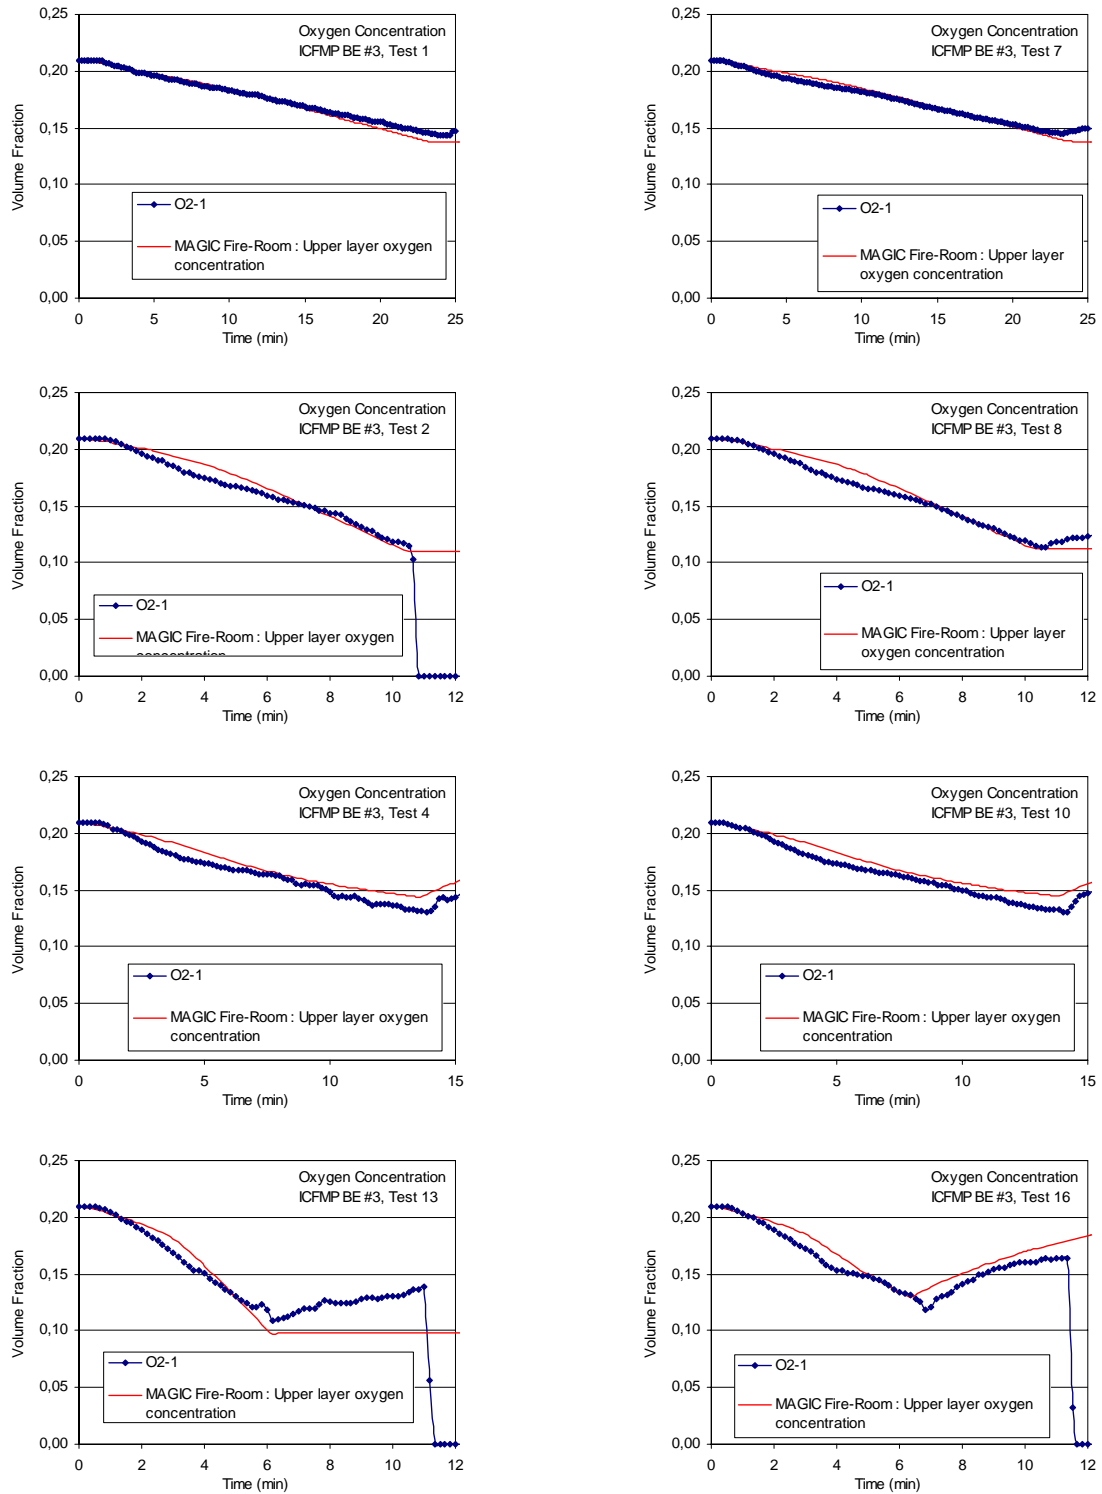 0,25
0,20
0,15
0,10
0,05
0,00
Volume Fraction
Oxygen Concentration
ICFMP BE #3, Test 1
O2-1
MAGIC Fire-Room : Upper layer oxygen
concentration
0 5 10 15 20 25
Time (min)
0,25
0,20
0,15
0,10
0,05
0,00
Volume Fraction
Oxygen Concentration
ICFMP BE #3, Test 7
O2-1
MAGIC Fire-Room : Upper layer
oxygen concentration
0 5 10 15 20 25
Time (min)
0,25
0,20
0,15
0,10
0,05
0,00
Volume Fraction
Oxygen Concentration
ICFMP BE #3, Test 2
O2-1
MAGIC Fire-Room : Upper layer oxygen
concentration
0 2 4 6 8 10 12
Time (min)
0,25
0,20
0,15
0,10
0,05
0,00
Volume Fraction
Oxygen Concentration
ICFMP BE #3, Test 8
O2-1
MAGIC Fire-Room : Upper layer
oxygen concentration
0 2 4 6 8 10 12
Time (min)
0,25
0,20
0,15
0,10
0,05
0,00
Volume Fraction
Oxygen Concentration
ICFMP BE #3, Test 4
O2-1
MAGIC Fire-Room : Upper layer oxygen
concentration
0 5 10 15
Time (min)
0,25
0,20
0,15
0,10
0,05
0,00
Volume Fraction
Oxygen Concentration
ICFMP BE #3, Test 10
O2-1
MAGIC Fire-Room : Upper layer oxygen
concentration
0 5 10 15
Time (min)
0,25
0,20
0,15
0,10
0,05
0,00
Volume Fraction
Oxygen Concentration
ICFMP BE #3, Test 13
O2-1
MAGIC Fire-Room : Upper layer oxygen
concentration
0 2 4 6 8 10 12
Time (min)
0,25
0,20
0,15
0,10
0,05
0,00
Volume Fraction
Oxygen Concentration
ICFMP BE #3, Test 16
O2-1
MAGIC Fire-Room : Upper layer oxygen
concentration
0 2 4 6 8 10 12
Time (min)